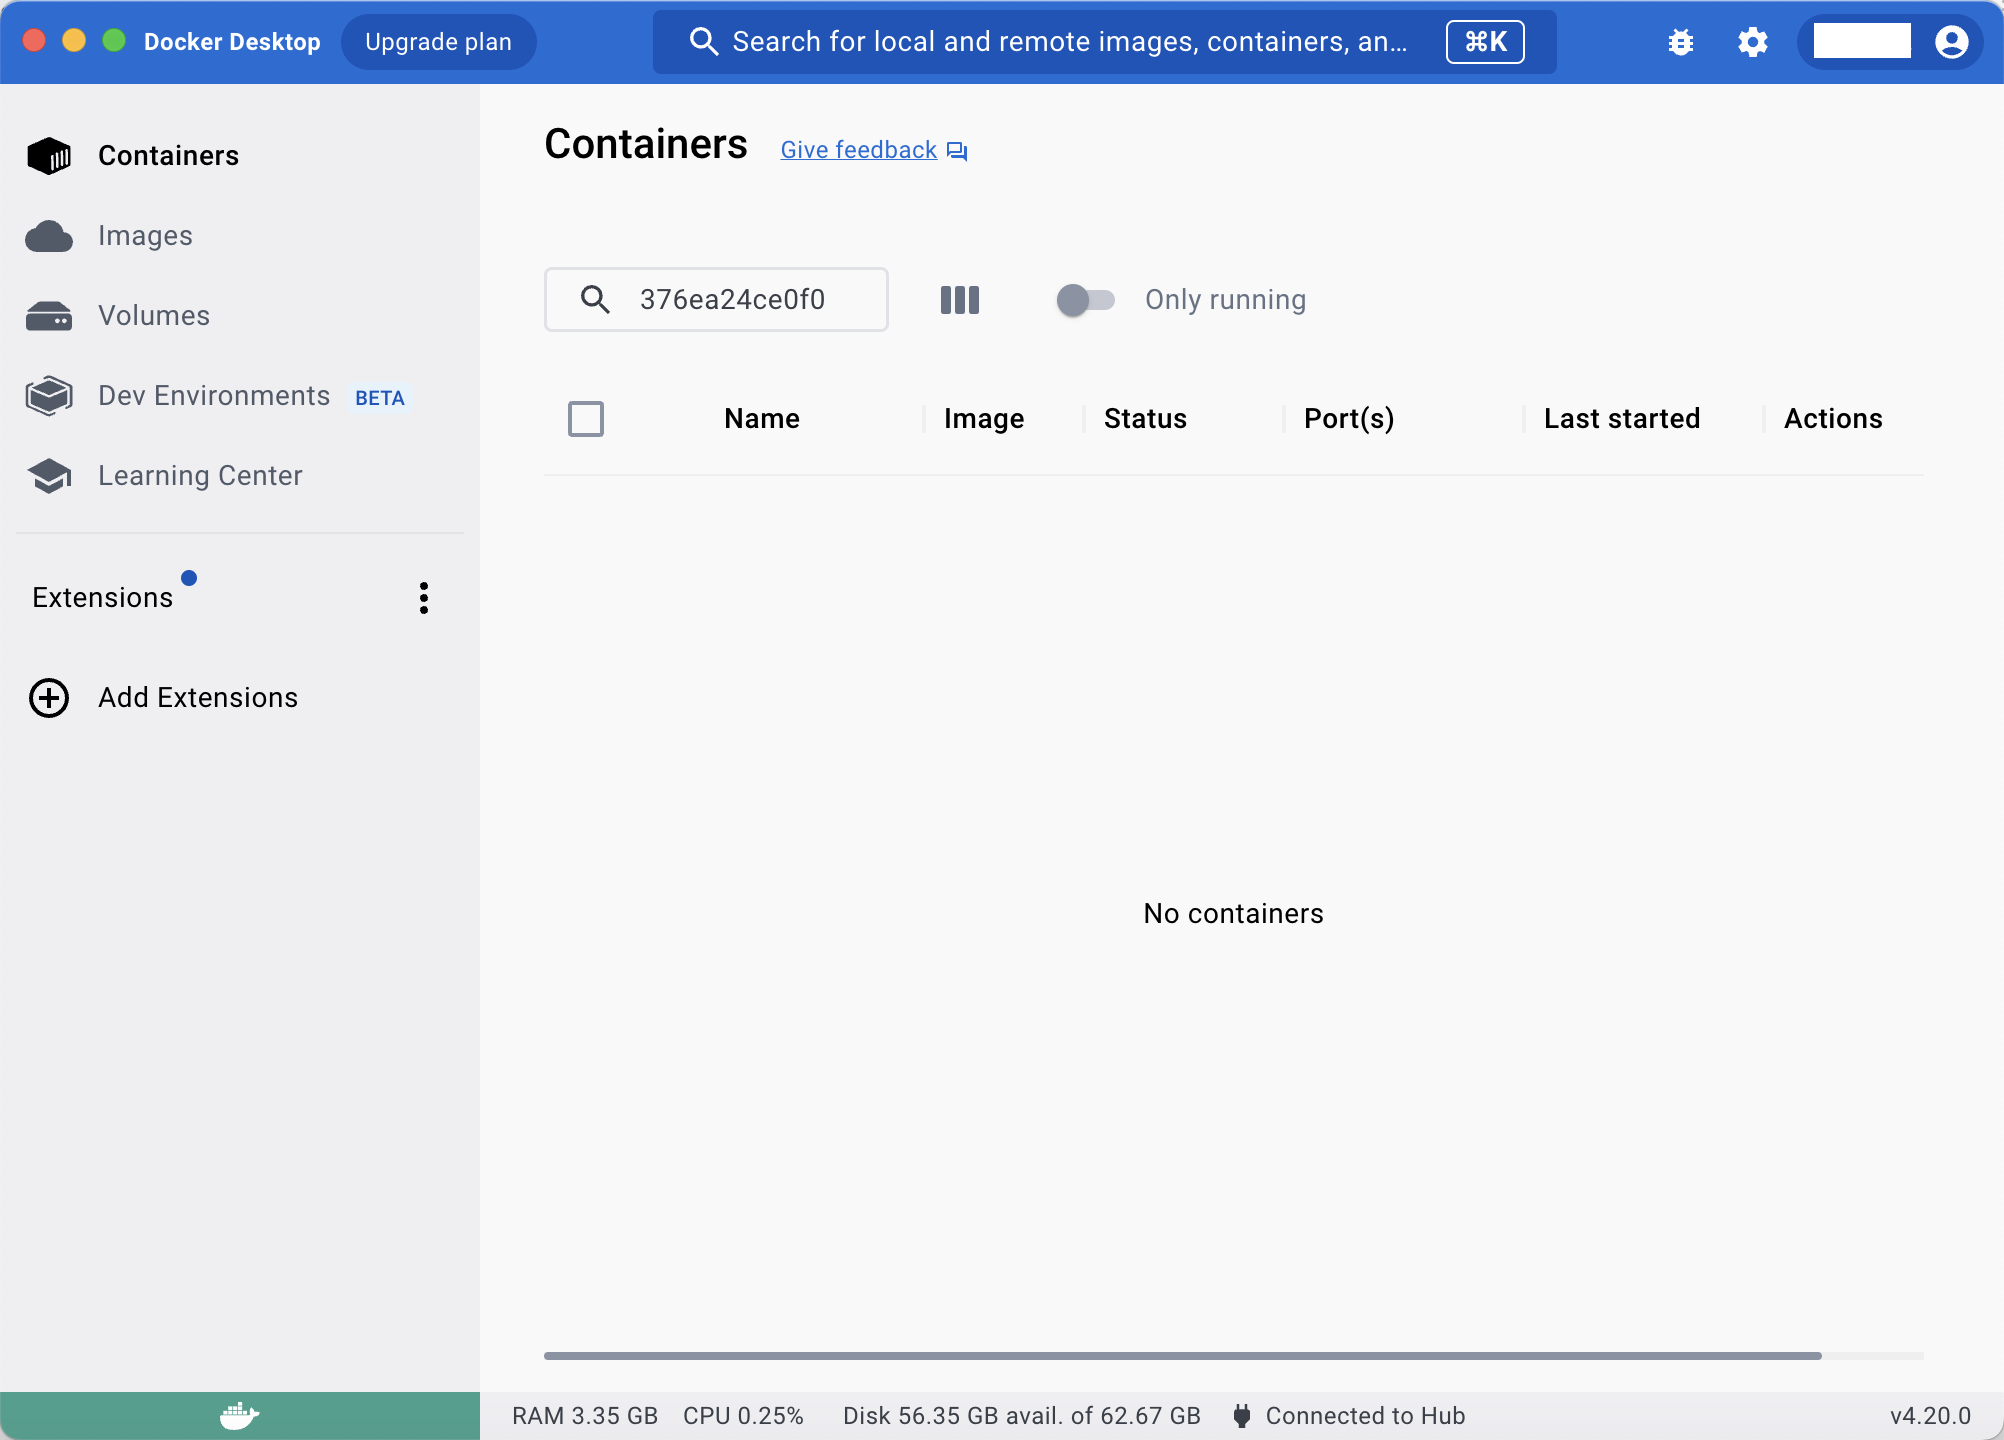 Docker Desktop
Upgrade plan
Search for local and remote images, containers, an...
⌘K
Containers
Images
Volumes
Dev Environments BETA
Learning Center
Extensions
Add Extensions
Containers
Give feedback
376ea24ce0f0
Only running
Name Image Status Port(s) Last started Actions
No containers
RAM 3.35 GB CPU 0.25% Disk 56.35 GB avail. of 62.67 GB Connected to Hub v4.20.0